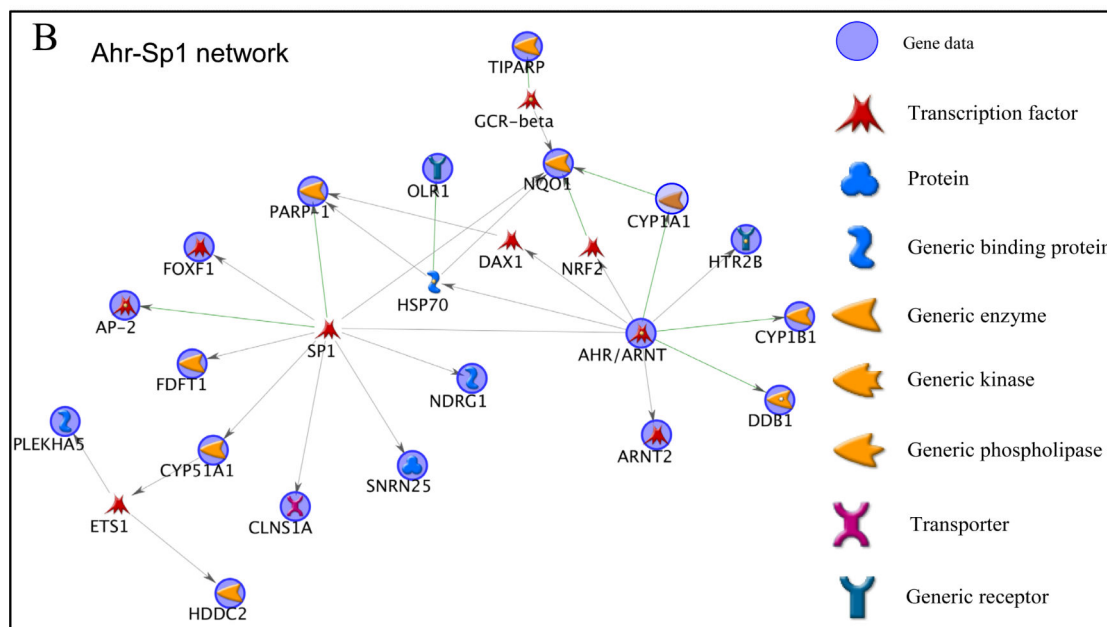 B
Ahr-Sp1 network
TIPARP
GCR-beta
OLR1
NQO1
PARP-1
CYP1A1
FOXF1
DAX1
NRF2
HTR2B
HSP70
AP-2
SP1
AHR/ARNT
CYP1B1
FDFT1
NDRG1
DDB1
PLEKHA5
CYP51A1
SNRN25
ARNT2
ETS1
CLNS1A
HDDC2
Gene data
Transcription factor
Protein
Generic binding protein
Generic enzyme
Generic kinase
Generic phospholipase
Transporter
Generic receptor